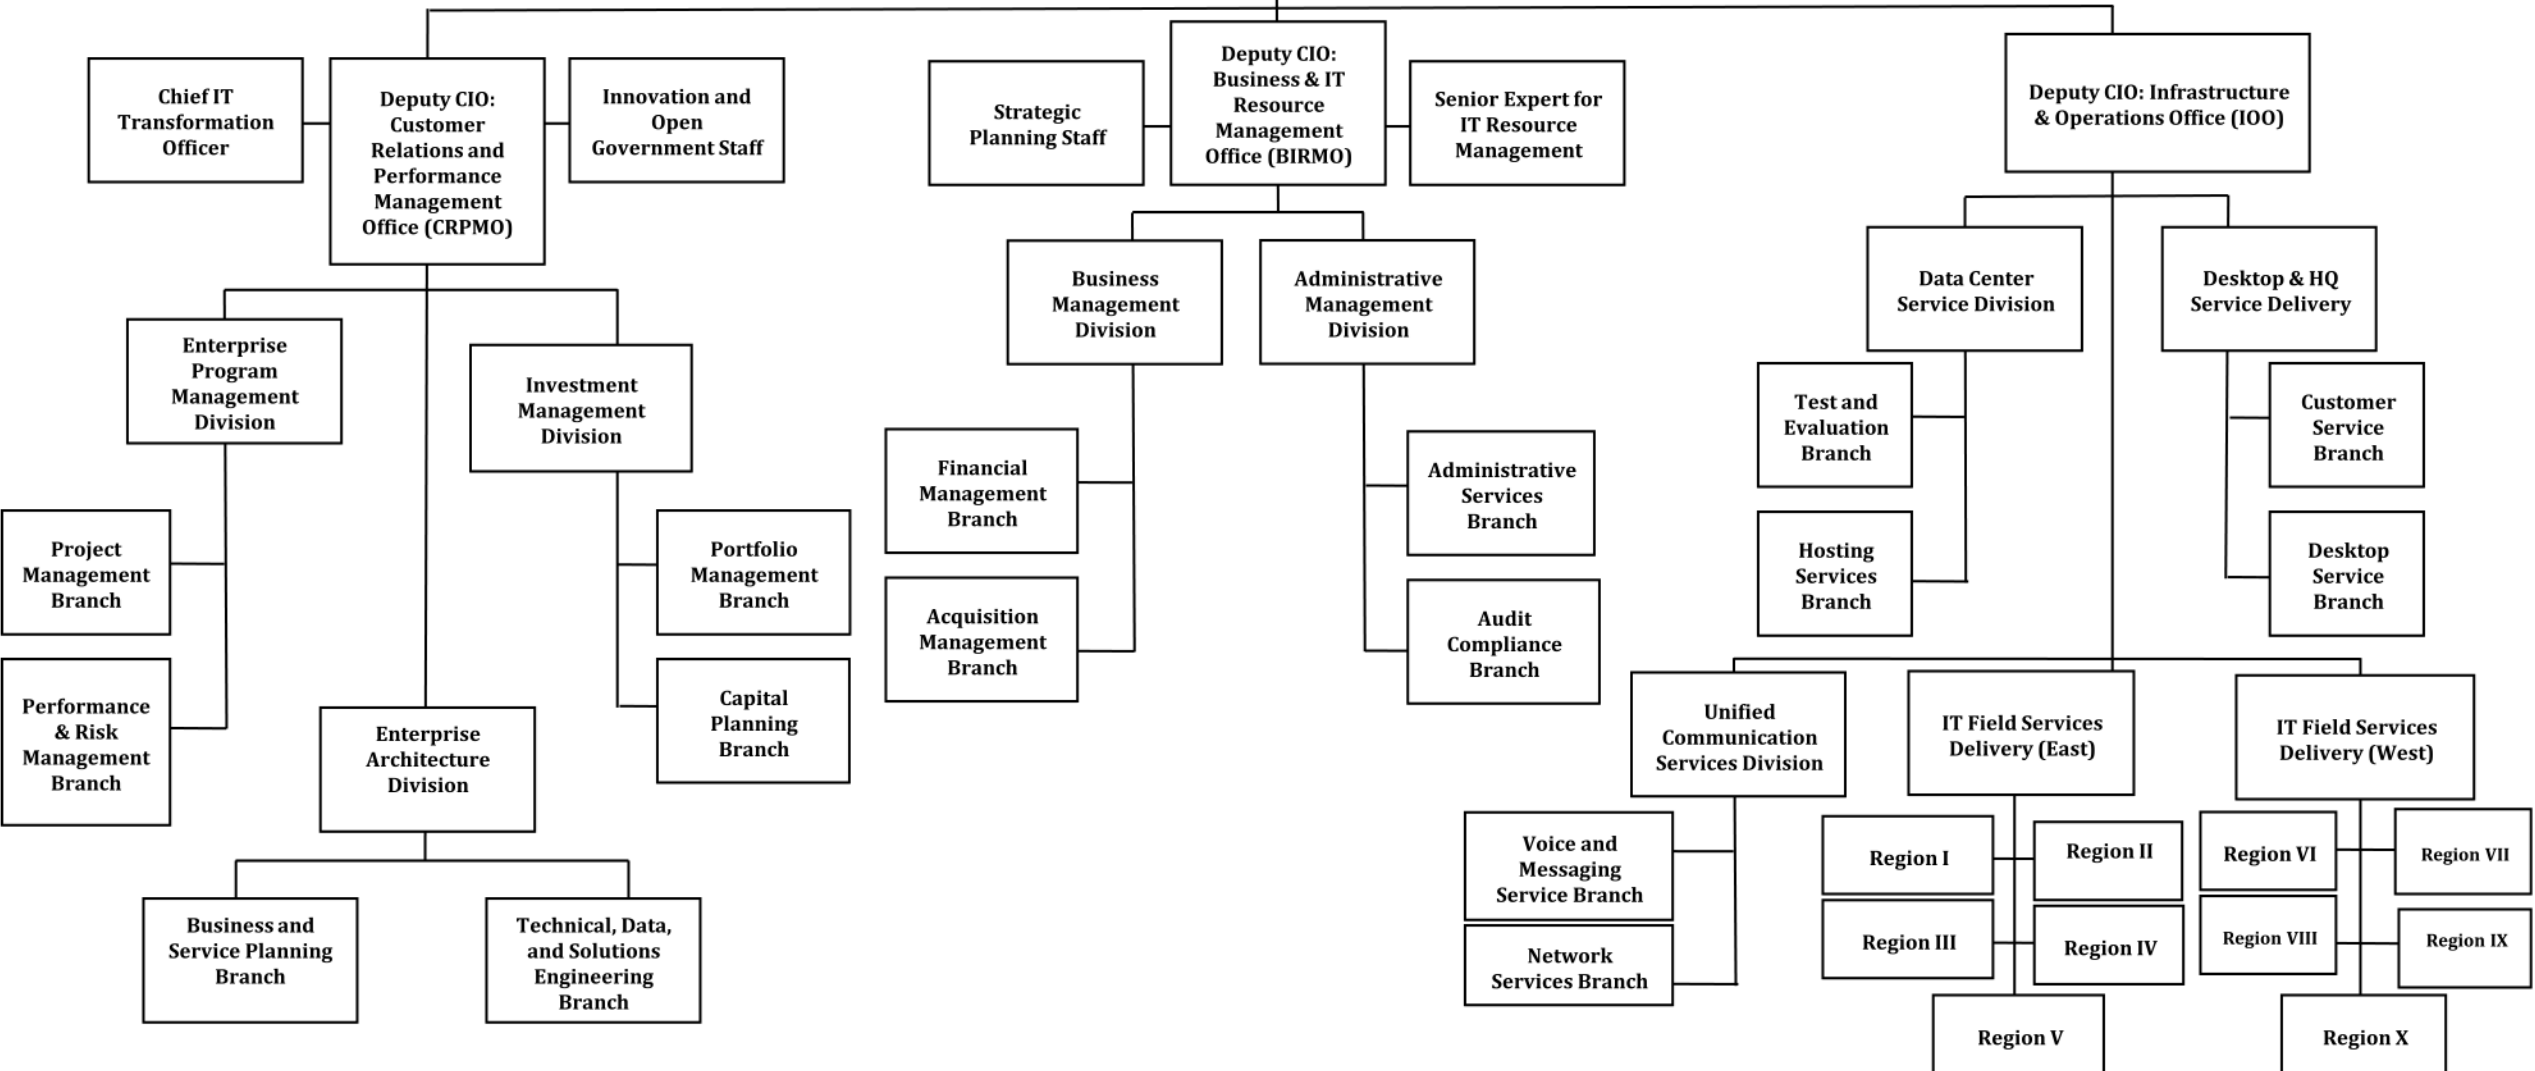 Chief IT
Transformation
Officer
Deputy CIO:
Customer
Relations and
Performance
Management
Office (CRPMO)
Innovation and
Open
Government Staff
Strategic
Planning Staff
Deputy CIO:
Business & IT
Resource
Management
Office (BIRMO)
Senior Expert for
IT Resource
Management
Deputy CIO: Infrastructure
& Operations Office (IOO)
Enterprise
Program
Management
Division
Investment
Management
Division
Project
Management
Branch
Performance
& Risk
Management
Branch
Portfolio
Management
Branch
Capital
Planning
Branch
Enterprise
Architecture
Division
Business and
Service Planning
Branch
Technical, Data,
and Solutions
Engineering
Branch
Business
Management
Division
Administrative
Management
Division
Financial
Management
Branch
Acquisition
Management
Branch
Administrative
Services
Branch
Audit
Compliance
Branch
Data Center
Service Division
Desktop & HQ
Service Delivery
Test and
Evaluation
Branch
Hosting
Services
Branch
Customer
Service
Branch
Desktop
Service
Branch
Unified
Communication
Services Division
IT Field Services
Delivery (East)
IT Field Services
Delivery (West)
Voice and
Messaging
Service Branch
Network
Services Branch
Region I
Region II
Region III
Region IV
Region V
Region VI
Region VII
Region VIII
Region IX
Region X